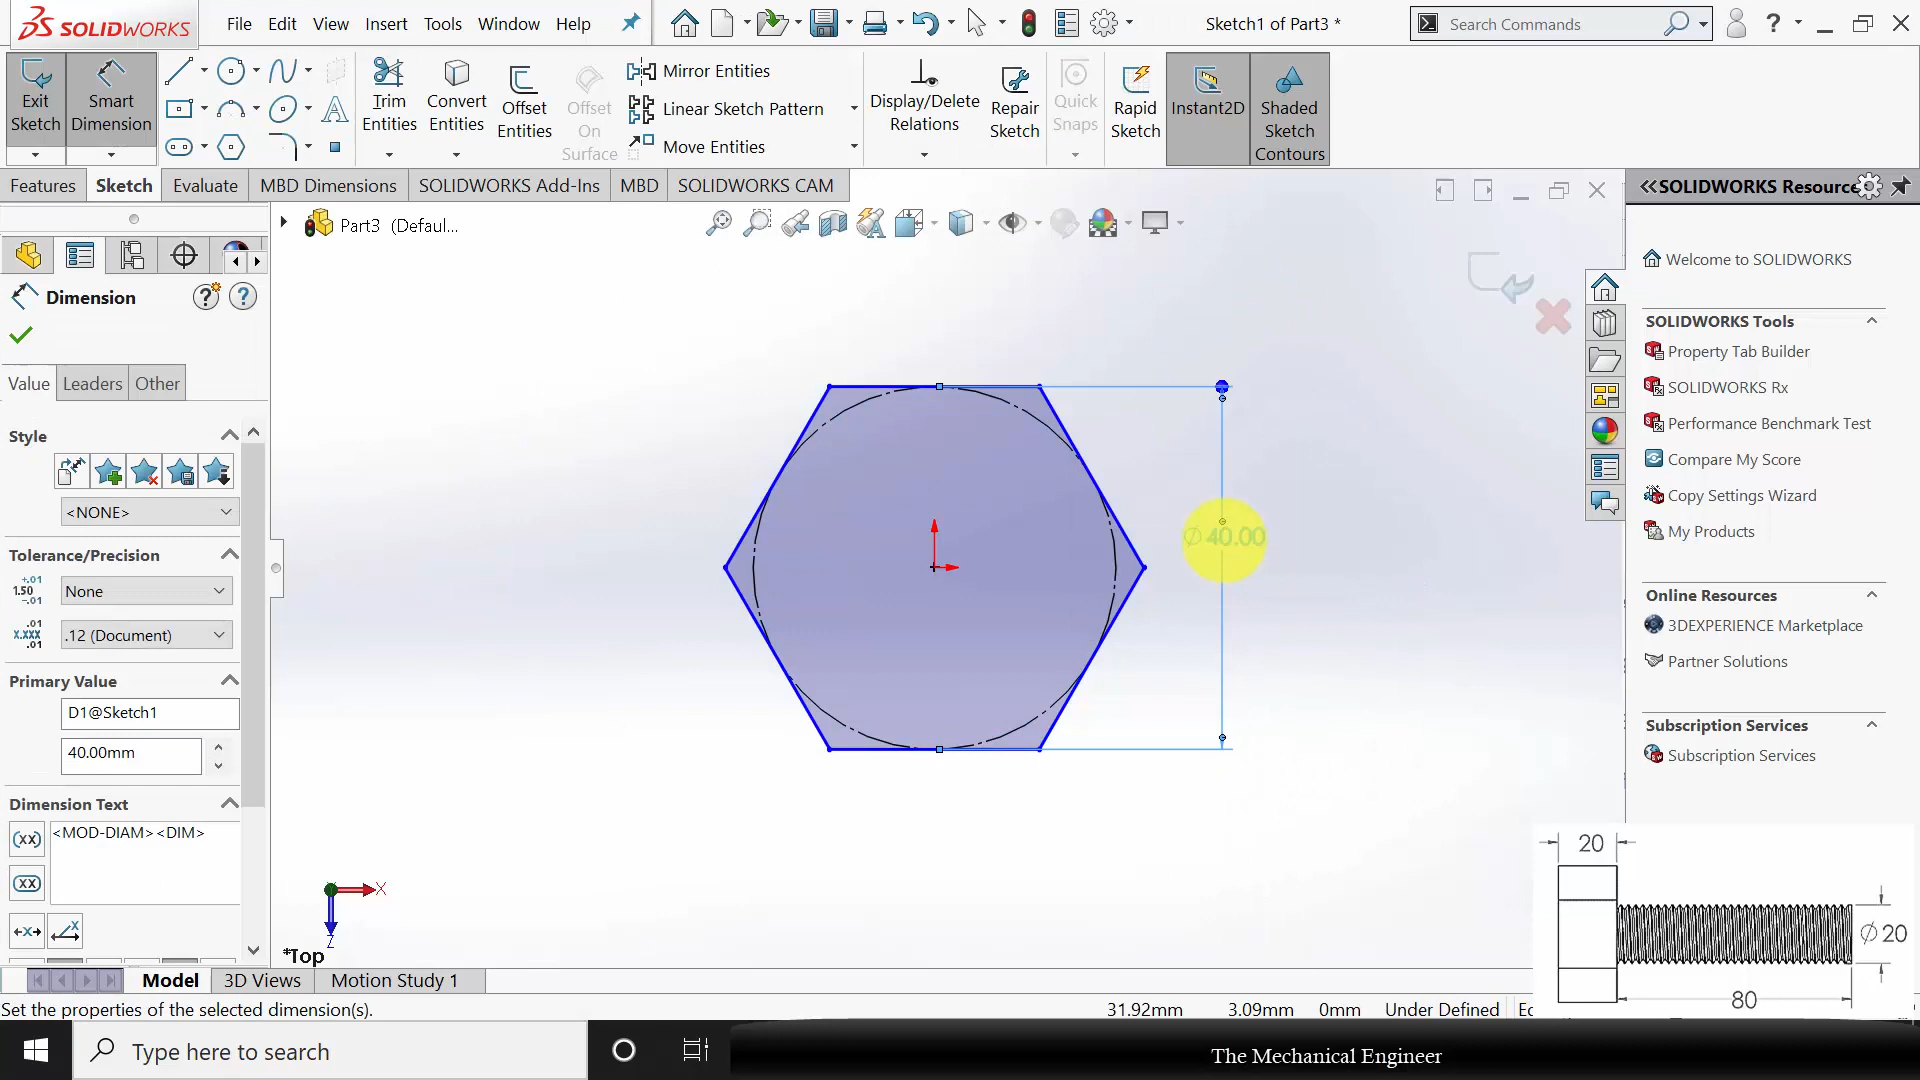 SOLIDWORKS
File Edit View Insert Tools Window Help
Sketch1 of Part3 *
Search Commands
Exit Sketch
Smart Dimension
Trim Entities
Convert Entities
Offset Entities
Offset On Surface
Mirror Entities
Linear Sketch Pattern
Move Entities
Display/Delete Relations
Repair Sketch
Quick Snaps
Rapid Sketch
Instant2D
Shaded Sketch Contours
Features Sketch Evaluate MBD Dimensions SOLIDWORKS Add-Ins MBD SOLIDWORKS CAM
SOLIDWORKS Resource
Part3 (Defaul...
Dimension
Value Leaders Other
Style
<NONE>
Tolerance/Precision
None
.12 (Document)
Primary Value
D1@Sketch1
40.00mm
Dimension Text
<MOD-DIAM><DIM>
∅ 40.00
X
Z
*Top
Welcome to SOLIDWORKS
SOLIDWORKS Tools
Property Tab Builder
SOLIDWORKS Rx
Performance Benchmark Test
Compare My Score
Copy Settings Wizard
My Products
Online Resources
3DEXPERIENCE Marketplace
Partner Solutions
Subscription Services
Subscription Services
20
∅20
80
Model 3D Views Motion Study 1
Set the properties of the selected dimension(s).
31.92mm 3.09mm 0mm Under Defined
Type here to search
The Mechanical Engineer